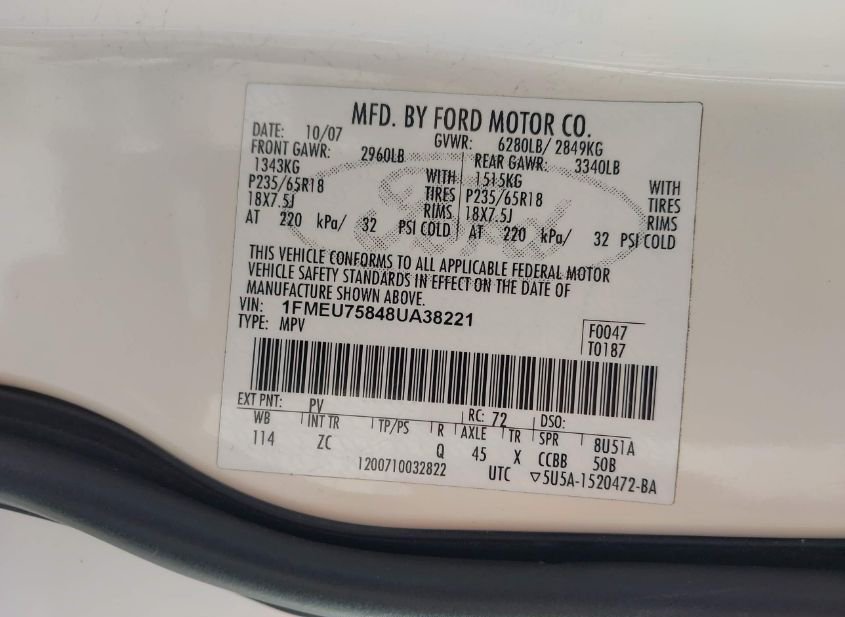 MFD. BY FORD MOTOR CO.
DATE: 10/07 GVWR: 6280LB/ 2849KG
FRONT GAWR: 2960LB REAR GAWR: 3340LB
1343KG WITH 1515KG WITH
P235/65R18 TIRES P235/65R18 TIRES
18X7.5J RIMS 18X7.5J RIMS
AT 220 kPa/ 32 PSI COLD AT 220 kPa/ 32 PSI COLD
Ford
THIS VEHICLE CONFORMS TO ALL APPLICABLE FEDERAL MOTOR
VEHICLE SAFETY STANDARDS IN EFFECT ON THE DATE OF
MANUFACTURE SHOWN ABOVE.
VIN: 1FMEU75848UA38221
TYPE: MPV
F0047
T0187
EXT PNT: PV RC: 72 DSO:
WB INT TR TP/PS R AXLE TR SPR 8U51A
114 ZC Q 45 X CCBB 50B
1200710032822 UTC ▽5U5A-1520472-BA